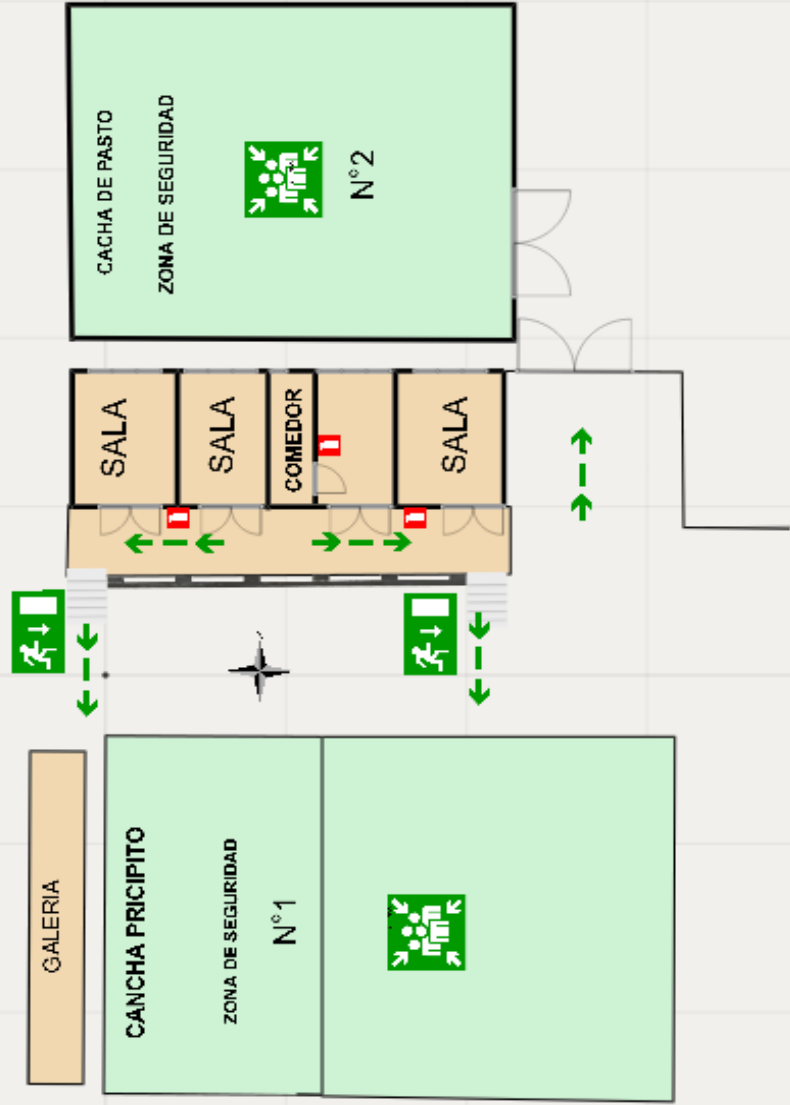 CACHA DE PASTO
ZONA DE SEGURIDAD
N°2
SALA
SALA
COMEDOR
SALA
GALERIA
CANCHA PRICIPITO
ZONA DE SEGURIDAD
N°1